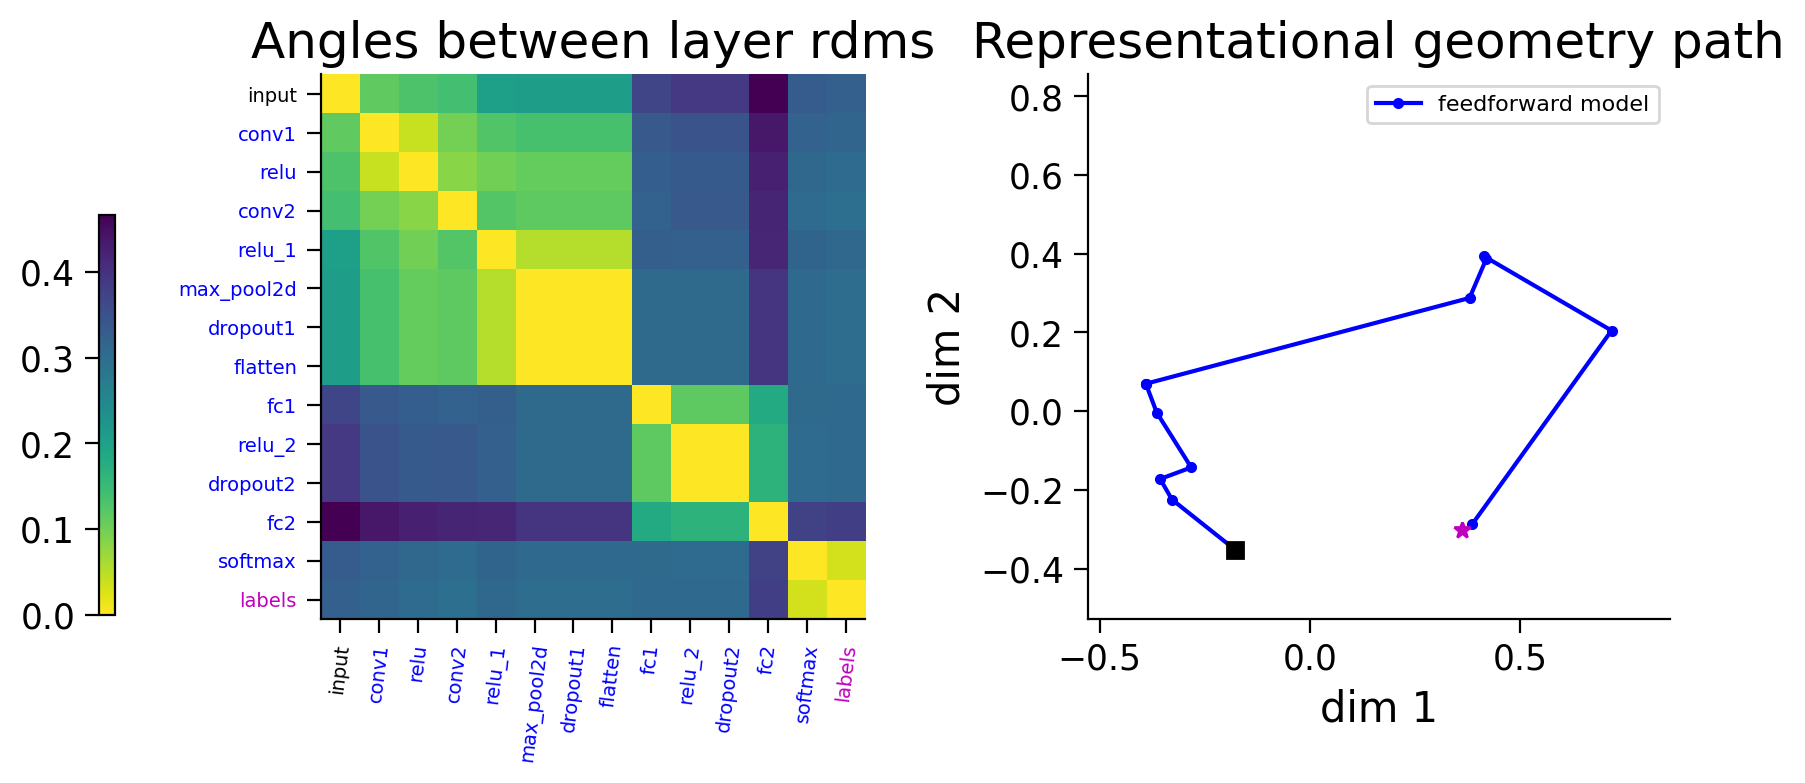 Angles between layer rdms
input
conv1
relu
conv2
relu_1
max_pool2d
dropout1
flatten
fc1
relu_2
dropout2
fc2
softmax
labels
0.4
0.3
0.2
0.1
0.0
input
conv1
relu
conv2
relu_1
max_pool2d
dropout1
flatten
fc1
relu_2
dropout2
fc2
softmax
labels
Representational geometry path
feedforward model
0.8
0.6
0.4
0.2
0.0
−0.2
−0.4
dim 2
−0.5
0.0
0.5
dim 1